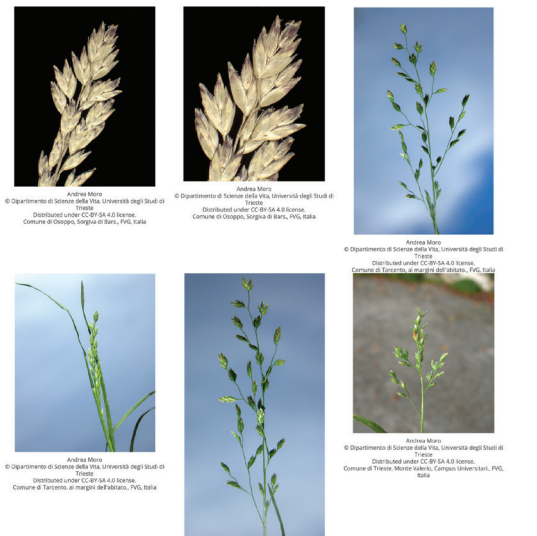 Andrea Moro
© Dipartimento di Scienze della Vita, Università degli Studi di
Trieste
Distributed under CC-BY-SA 4.0 license.
Comune di Osoppo, Sorgiva di Bars., FVG, Italia
Andrea Moro
© Dipartimento di Scienze della Vita, Università degli Studi di
Trieste
Distributed under CC-BY-SA 4.0 license.
Comune di Osoppo, Sorgiva di Bars., FVG, Italia
Andrea Moro
© Dipartimento di Scienze della Vita, Università degli Studi di
Trieste
Distributed under CC-BY-SA 4.0 license.
Comune di Tarcento, ai margini dell'abitato., FVG, Italia
Andrea Moro
© Dipartimento di Scienze della Vita, Università degli Studi di
Trieste
Distributed under CC-BY-SA 4.0 license.
Comune di Tarcento, ai margini dell'abitato., FVG, Italia
Andrea Moro
© Dipartimento di Scienze della Vita, Università degli Studi di
Trieste
Distributed under CC-BY-SA 4.0 license.
Comune di Trieste, Monte Valerio, Campus Universitari., FVG,
Italia